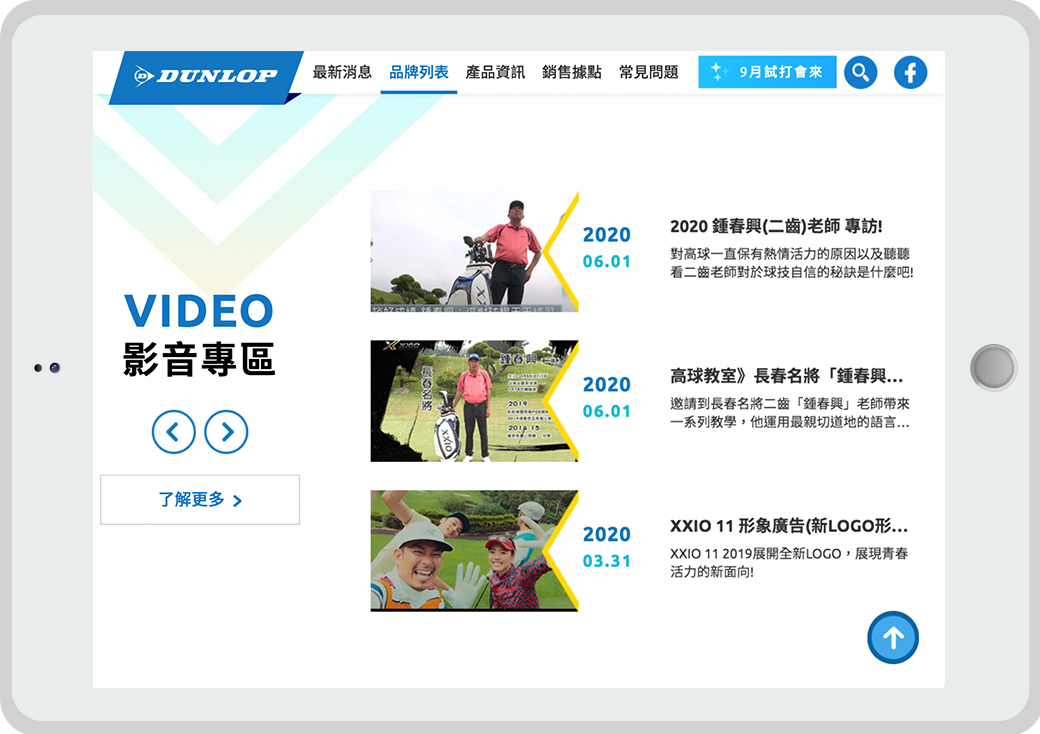 DUNLOP
最新消息 品牌列表 產品資訊 銷售據點 常見問題 9月試打會來
VIDEO
影音專區
了解更多
2020
06.01
2020 鍾春興(二齒)老師 專訪!
對高球一直保有熱情活力的原因以及聽聽
看二齒老師對於球技自信的秘訣是什麼吧!
XXIO
鍾春興
長春名將
2019
2014-15
XXIO
2020
06.01
高球教室》長春名將「鍾春興...
邀請到長春名將二齒「鍾春興」老師帶來
一系列教學，他運用最親切道地的語言...
2020
03.31
XXIO 11 形象廣告(新LOGO形...
XXIO 11 2019展開全新LOGO，展現青春
活力的新面向!